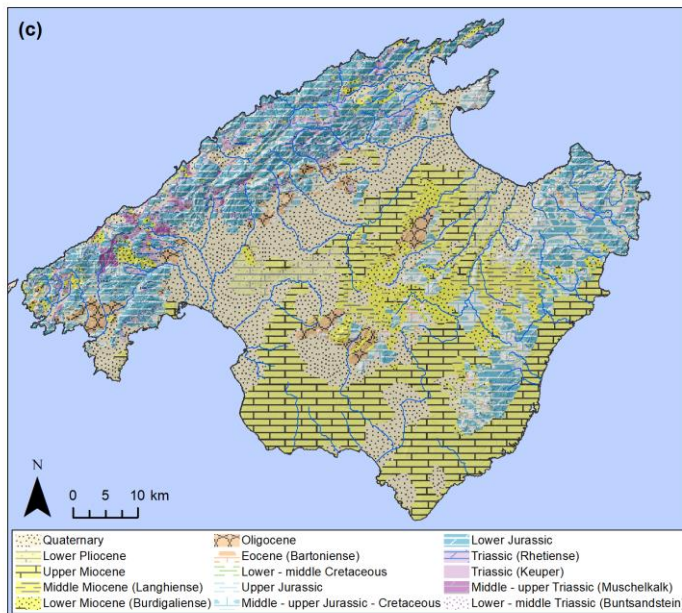 (c)
N
0 5 10 km
Quaternary
Lower Pliocene
Upper Miocene
Middle Miocene (Langhiense)
Lower Miocene (Burdigaliense)
Oligocene
Eocene (Bartoniense)
Lower - middle Cretaceous
Upper Jurassic
Middle - upper Jurassic - Cretaceous
Lower Jurassic
Triassic (Rhetiense)
Triassic (Keuper)
Middle - upper Triassic (Muschelkalk)
Lower - middle Triassic (Buntsandstein)